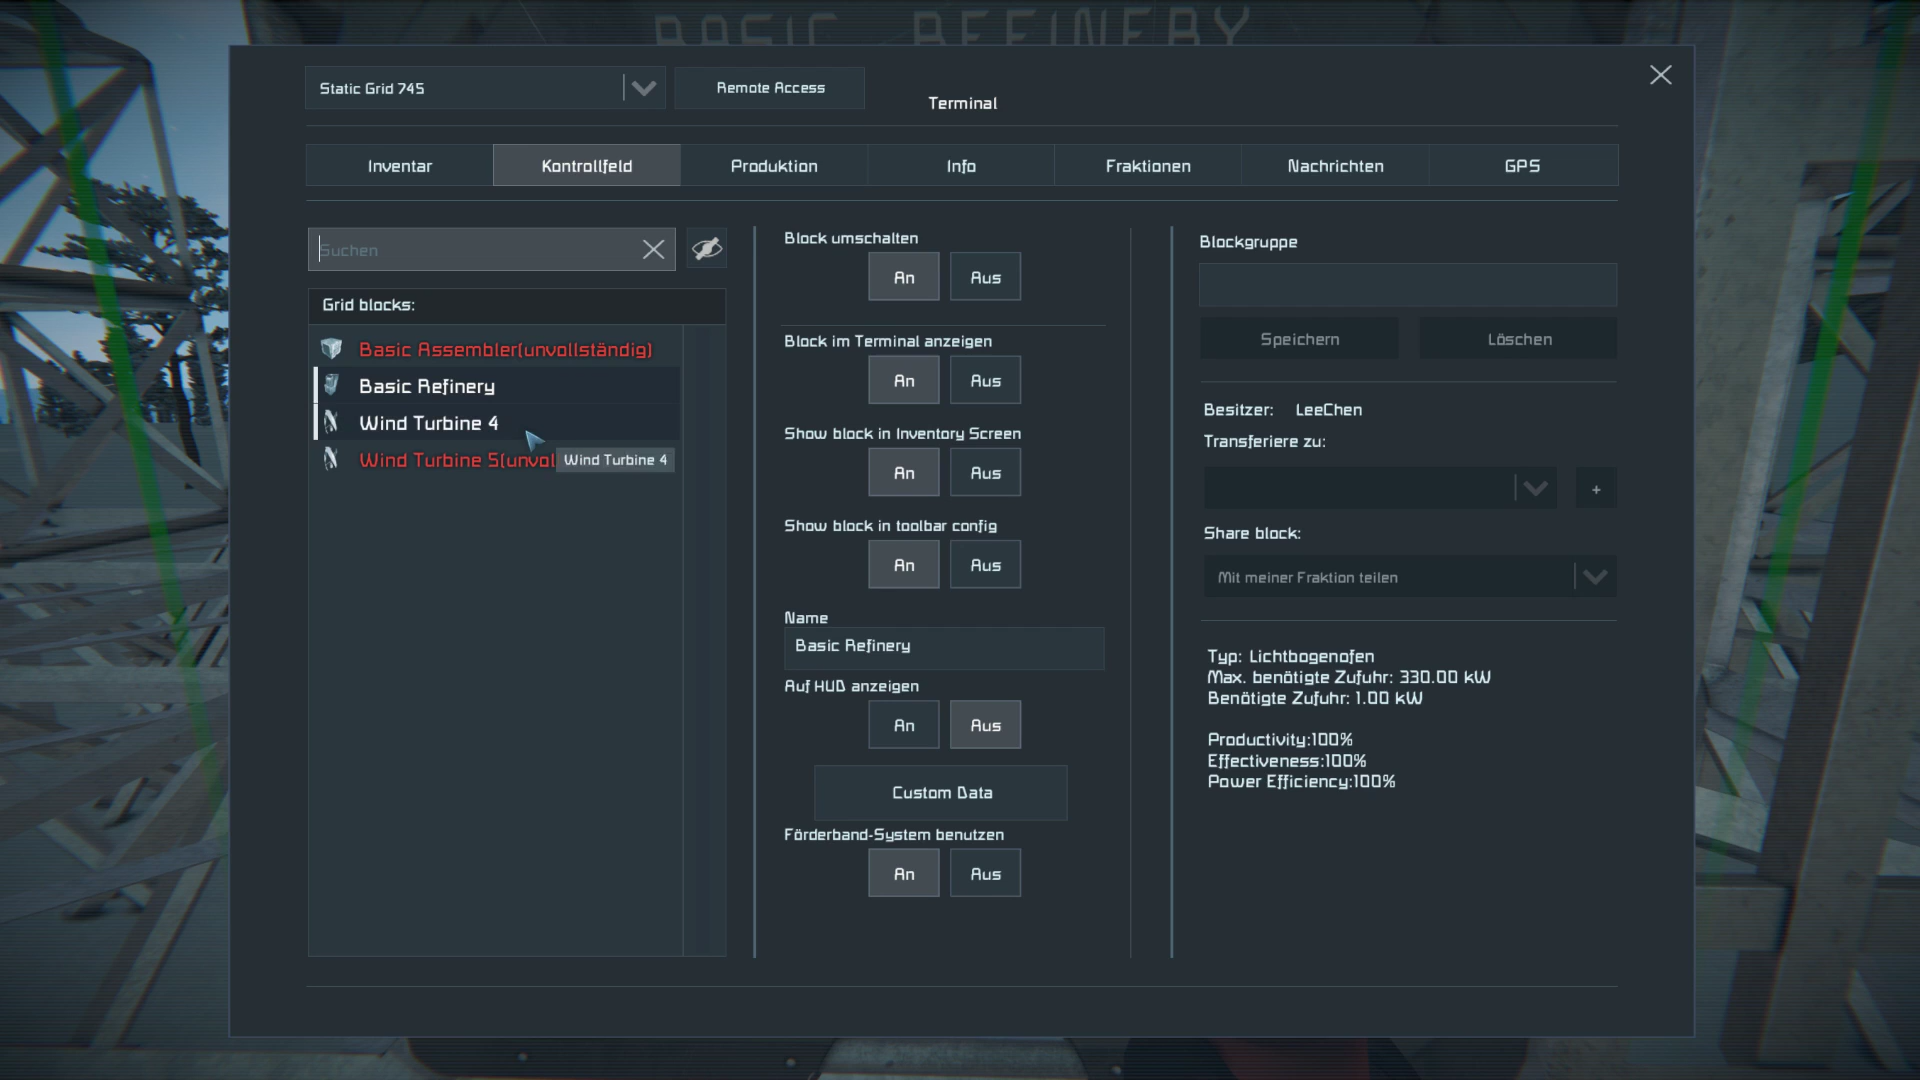 BASIC REFINERY
Static Grid 745
Remote Access
Terminal
Inventar
Kontrollfeld
Produktion
Info
Fraktionen
Nachrichten
GPS
Suchen
Grid blocks:
Basic Assembler(unvollständig)
Basic Refinery
Wind Turbine 4
Wind Turbine 5(unvol
Wind Turbine 4
Block umschalten
An
Aus
Block im Terminal anzeigen
An
Aus
Show block in Inventory Screen
An
Aus
Show block in toolbar config
An
Aus
Name
Basic Refinery
Auf HUD anzeigen
An
Aus
Custom Data
Förderband-System benutzen
An
Aus
Blockgruppe
Speichern
Löschen
Besitzer: LeeChen
Transferiere zu:
+
Share block:
Mit meiner Fraktion teilen
Typ: Lichtbogenofen
Max. benötigte Zufuhr: 330.00 kW
Benötigte Zufuhr: 1.00 kW
Productivity:100%
Effectiveness:100%
Power Efficiency:100%